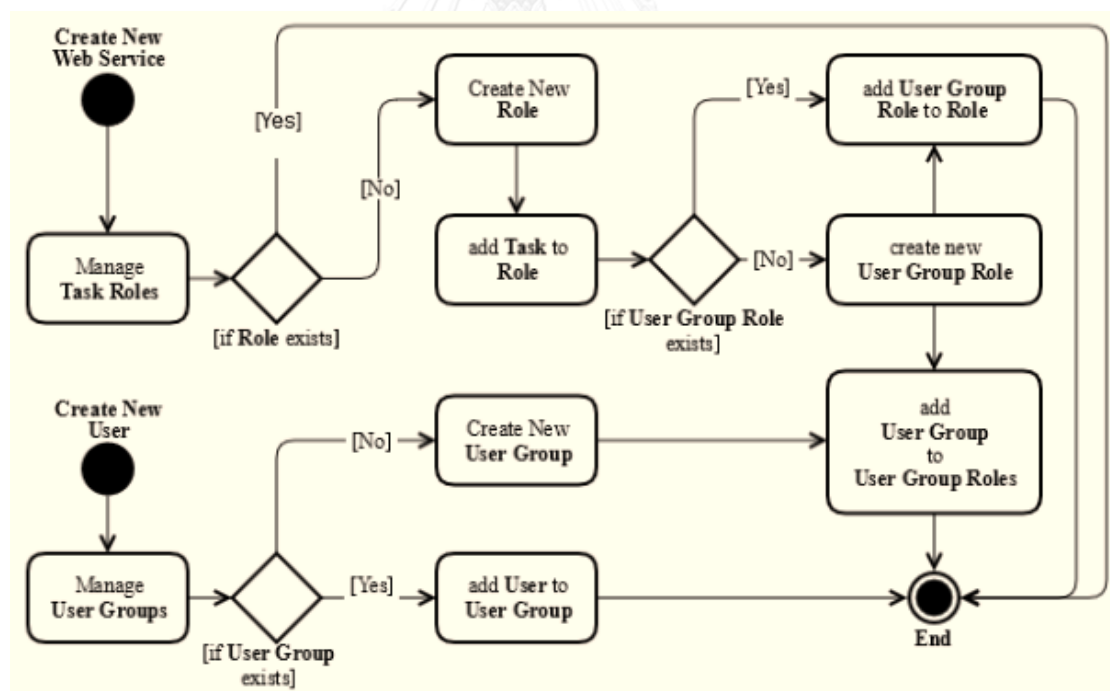 Create New
Web Service
[Yes]
Create New
Role
[Yes]
add User Group
Role to Role
[No]
Manage
Task Roles
add Task to
Role
[No]
create new
User Group Role
[if Role exists]
[if User Group Role
exists]
Create New
User
[No]
Create New
User Group
add
User Group
to
User Group Roles
Manage
User Groups
[Yes]
add User to
User Group
[if User Group
exists]
End